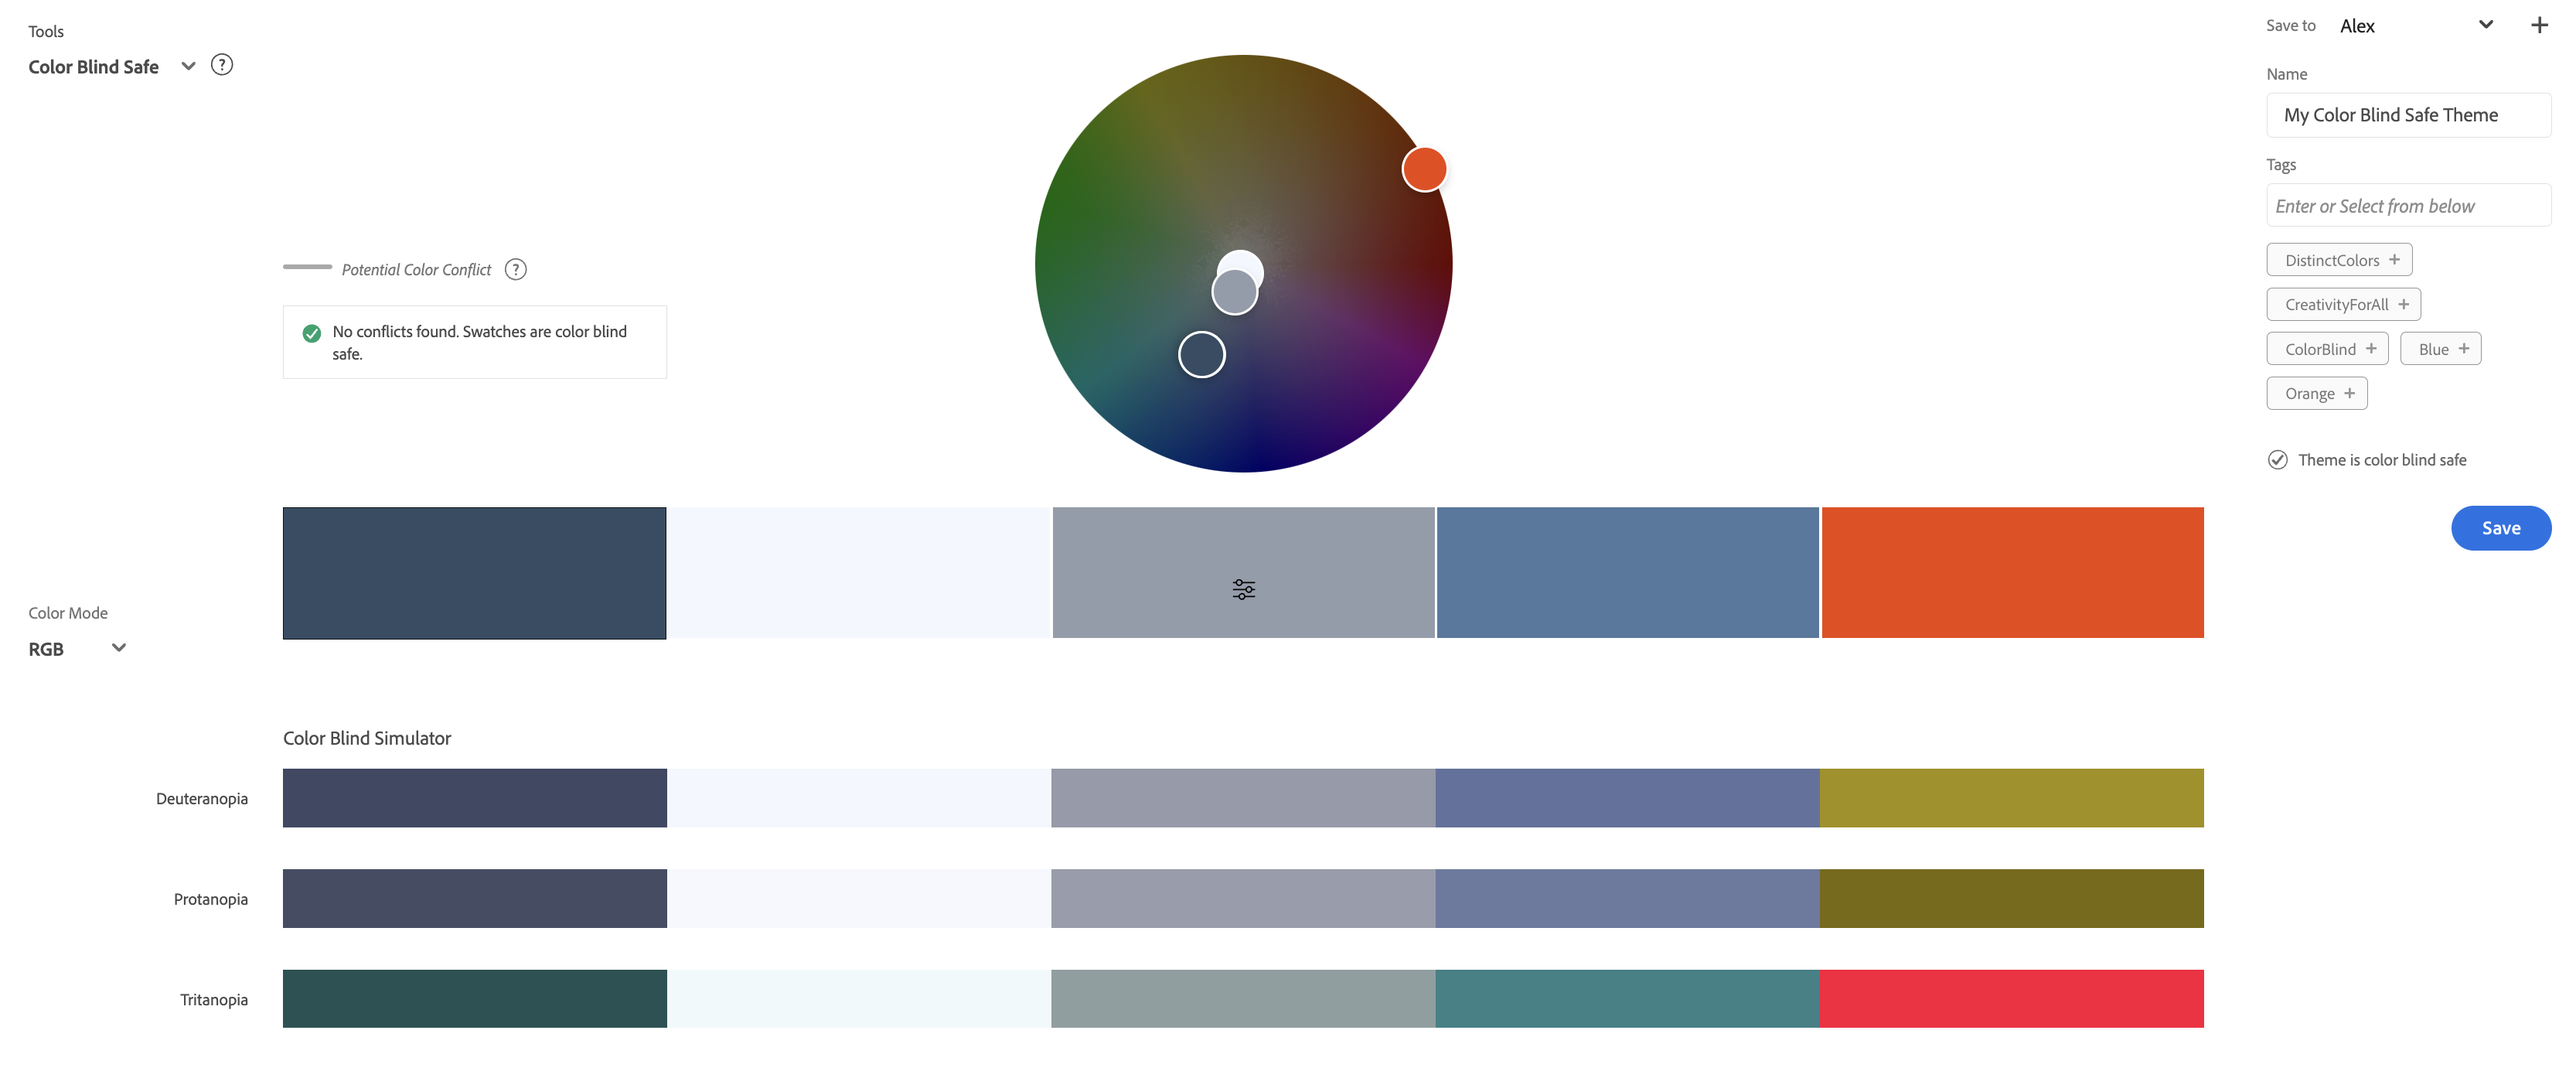 Tools
Color Blind Safe
?
Potential Color Conflict ?
No conflicts found. Swatches are color blind
safe.
Color Mode
RGB
Color Blind Simulator
Deuteranopia
Protanopia
Tritanopia
Save to Alex +
Name
My Color Blind Safe Theme
Tags
Enter or Select from below
DistinctColors +
CreativityForAll +
ColorBlind + Blue +
Orange +
Theme is color blind safe
Save